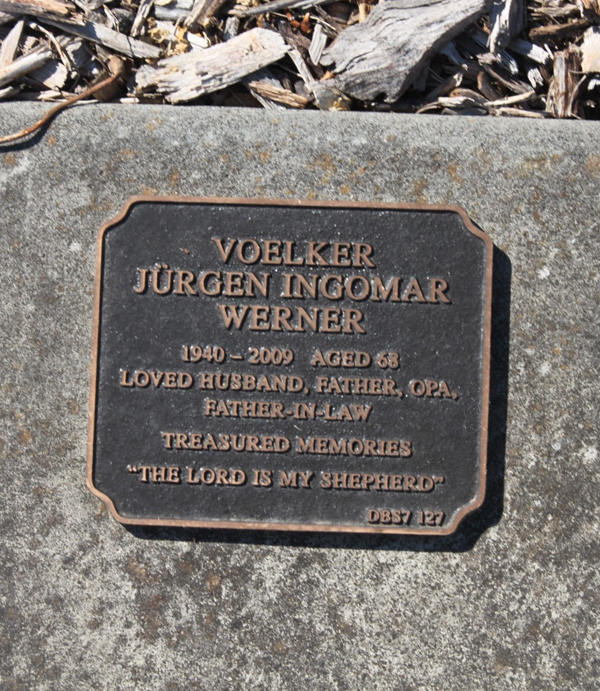 VOELKER
JÜRGEN INGOMAR
WERNER
1940 – 2009 AGED 68
LOVED HUSBAND, FATHER, OPA,
FATHER-IN-LAW
TREASURED MEMORIES
"THE LORD IS MY SHEPHERD"
DBS7 127